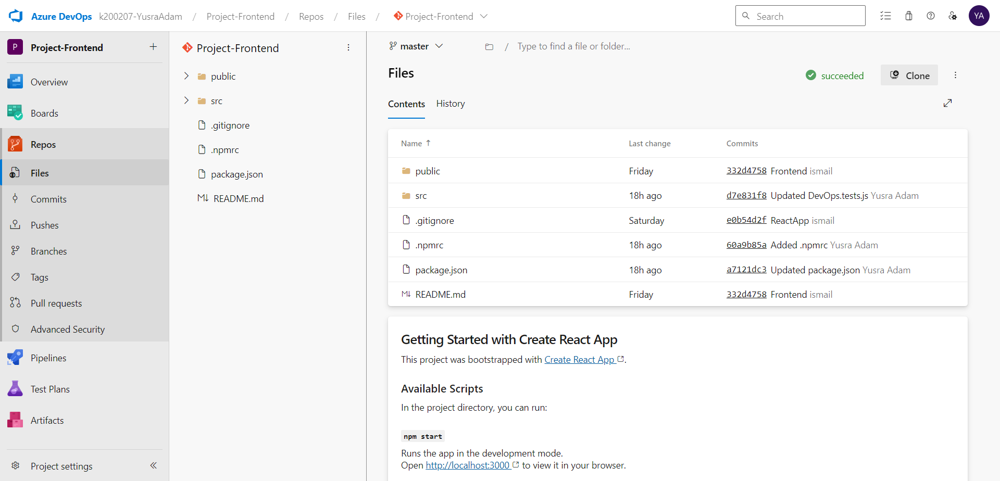 Azure DevOps k200207-YusraAdam / Project-Frontend / Repos / Files / Project-Frontend
Search
YA
P Project-Frontend +
Overview
Boards
Repos
Files
Commits
Pushes
Branches
Tags
Pull requests
Advanced Security
Pipelines
Test Plans
Artifacts
Project settings
Project-Frontend
public
src
.gitignore
.npmrc
package.json
M↓ README.md
master
/ Type to find a file or folder...
Files
succeeded
Clone
Contents History
Name ↑ Last change Commits
public Friday 332d4758 Frontend ismail
src 18h ago d7e831f8 Updated DevOps.tests.js Yusra Adam
.gitignore Saturday e0b54d2f ReactApp ismail
.npmrc 18h ago 60a9b85a Added .npmrc Yusra Adam
package.json 18h ago a7121dc3 Updated package.json Yusra Adam
M↓ README.md Friday 332d4758 Frontend ismail
Getting Started with Create React App
This project was bootstrapped with Create React App.
Available Scripts
In the project directory, you can run:
npm start
Runs the app in the development mode.
Open http://localhost:3000 to view it in your browser.